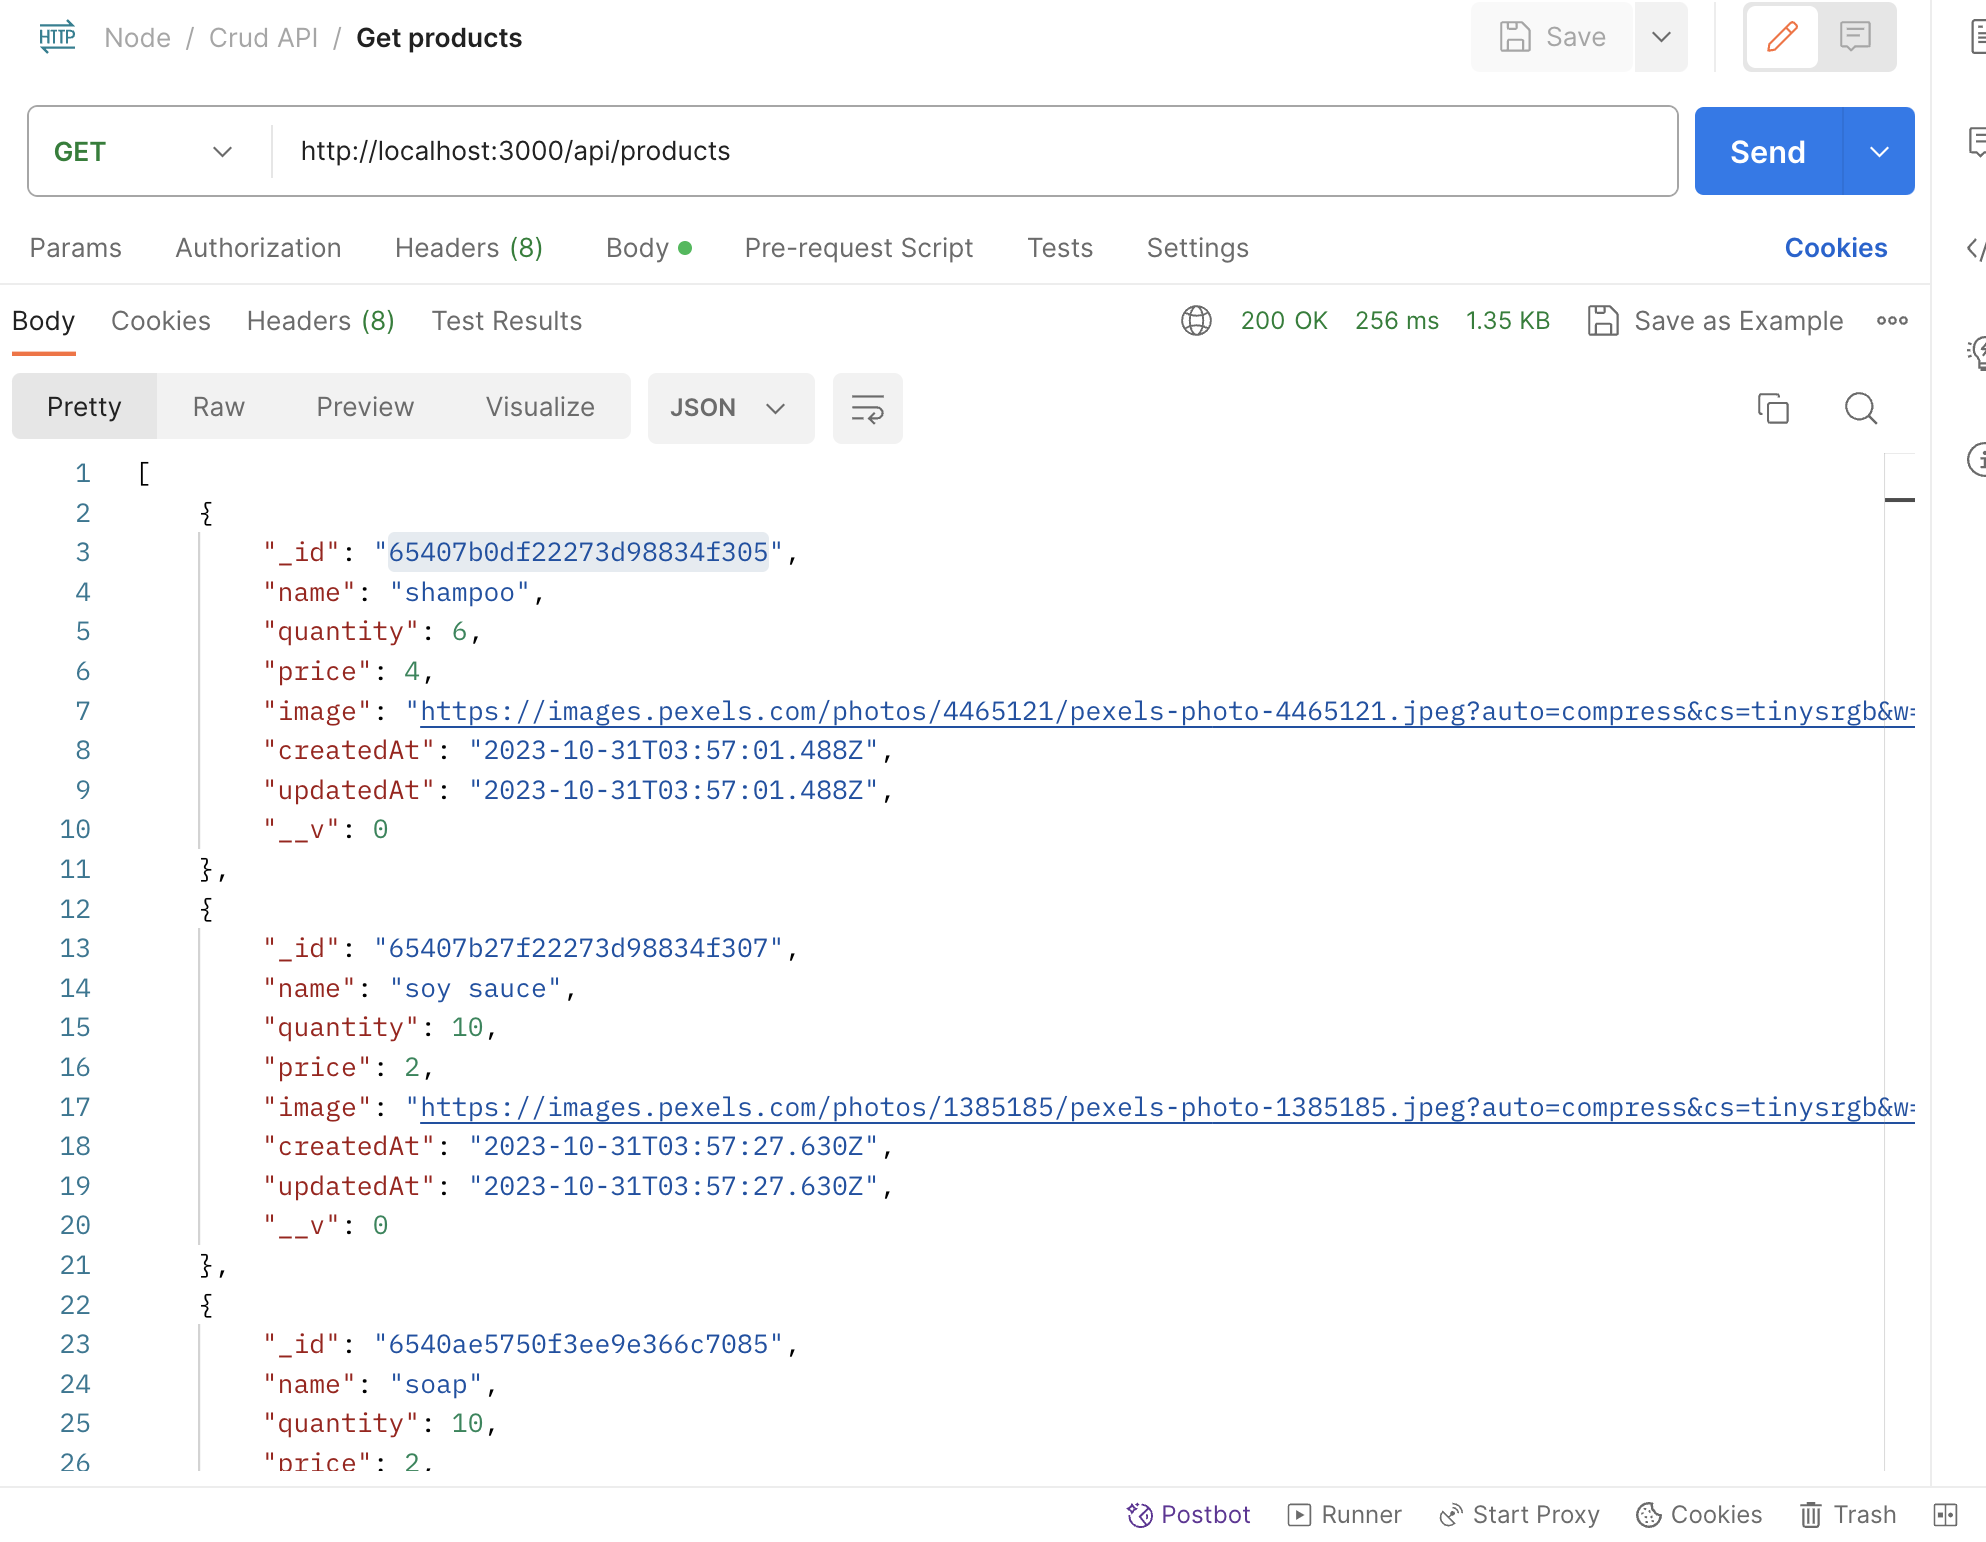 HTTP Node / Crud API / Get products Save
GET http://localhost:3000/api/products Send
Params Authorization Headers (8) Body Pre-request Script Tests Settings Cookies
Body Cookies Headers (8) Test Results 200 OK 256 ms 1.35 KB Save as Example
Pretty Raw Preview Visualize JSON
1 [
2 {
3 "_id": "65407b0df22273d98834f305",
4 "name": "shampoo",
5 "quantity": 6,
6 "price": 4,
7 "image": "https://images.pexels.com/photos/4465121/pexels-photo-4465121.jpeg?auto=compress&cs=tinysrgb&w=
8 "createdAt": "2023-10-31T03:57:01.488Z",
9 "updatedAt": "2023-10-31T03:57:01.488Z",
10 "__v": 0
11 },
12 {
13 "_id": "65407b27f22273d98834f307",
14 "name": "soy sauce",
15 "quantity": 10,
16 "price": 2,
17 "image": "https://images.pexels.com/photos/1385185/pexels-photo-1385185.jpeg?auto=compress&cs=tinysrgb&w=
18 "createdAt": "2023-10-31T03:57:27.630Z",
19 "updatedAt": "2023-10-31T03:57:27.630Z",
20 "__v": 0
21 },
22 {
23 "_id": "6540ae5750f3ee9e366c7085",
24 "name": "soap",
25 "quantity": 10,
26 "price": 2,
Postbot Runner Start Proxy Cookies Trash